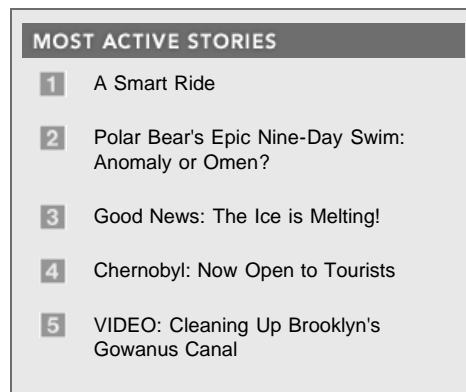 MOST ACTIVE STORIES
1 A Smart Ride
2 Polar Bear's Epic Nine-Day Swim:
Anomaly or Omen?
3 Good News: The Ice is Melting!
4 Chernobyl: Now Open to Tourists
5 VIDEO: Cleaning Up Brooklyn's
Gowanus Canal